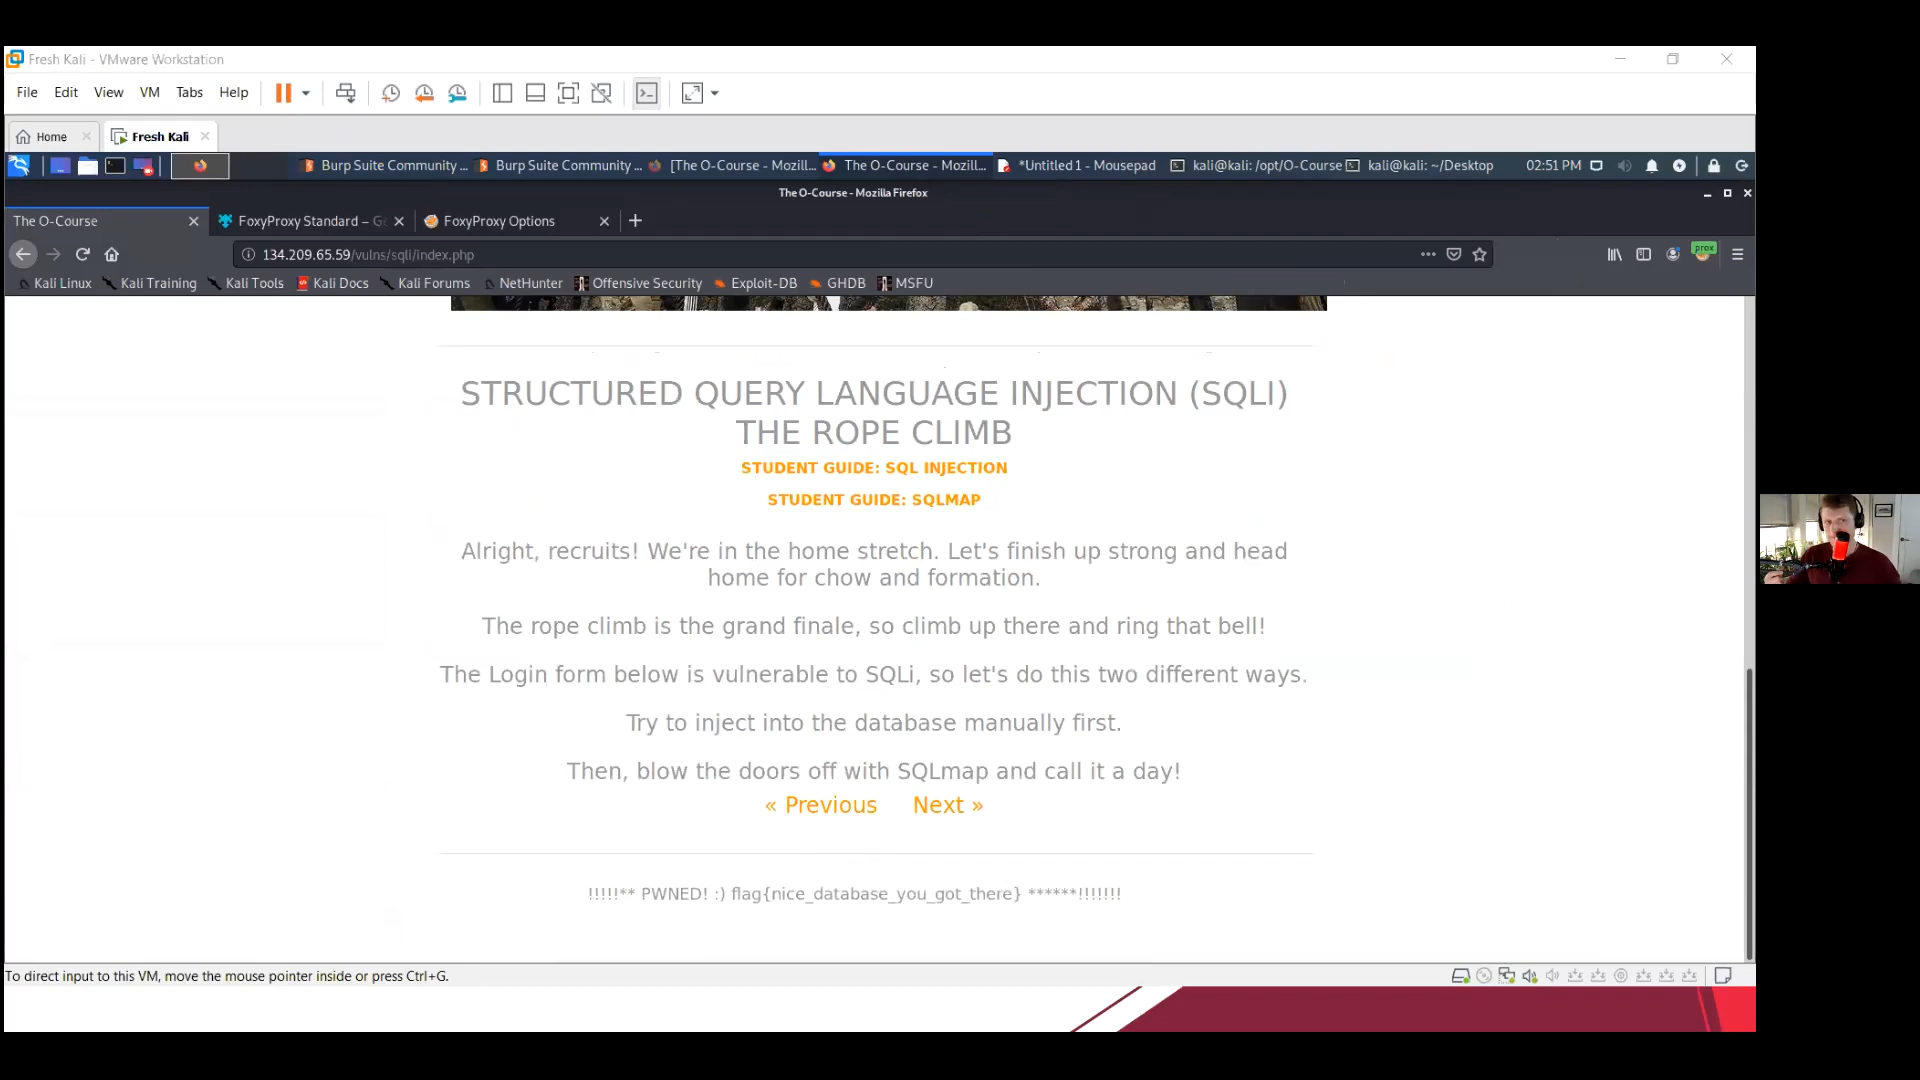 Fresh Kali - VMware Workstation
File Edit View VM Tabs Help
Home Fresh Kali
Burp Suite Community ... Burp Suite Community ... [The O-Course - Mozill... The O-Course - Mozill... *Untitled 1 - Mousepad kali@kali: /opt/O-Course kali@kali: ~/Desktop 02:51 PM
The O-Course - Mozilla Firefox
The O-Course FoxyProxy Standard – Ge FoxyProxy Options
134.209.65.59/vulns/sqli/index.php prox
Kali Linux Kali Training Kali Tools Kali Docs Kali Forums NetHunter Offensive Security Exploit-DB GHDB MSFU
STRUCTURED QUERY LANGUAGE INJECTION (SQLI)
THE ROPE CLIMB
STUDENT GUIDE: SQL INJECTION
STUDENT GUIDE: SQLMAP
Alright, recruits! We're in the home stretch. Let's finish up strong and head
home for chow and formation.
The rope climb is the grand finale, so climb up there and ring that bell!
The Login form below is vulnerable to SQLi, so let's do this two different ways.
Try to inject into the database manually first.
Then, blow the doors off with SQLmap and call it a day!
« Previous Next »
!!!!!** PWNED! :) flag{nice_database_you_got_there} ******!!!!!!!
To direct input to this VM, move the mouse pointer inside or press Ctrl+G.